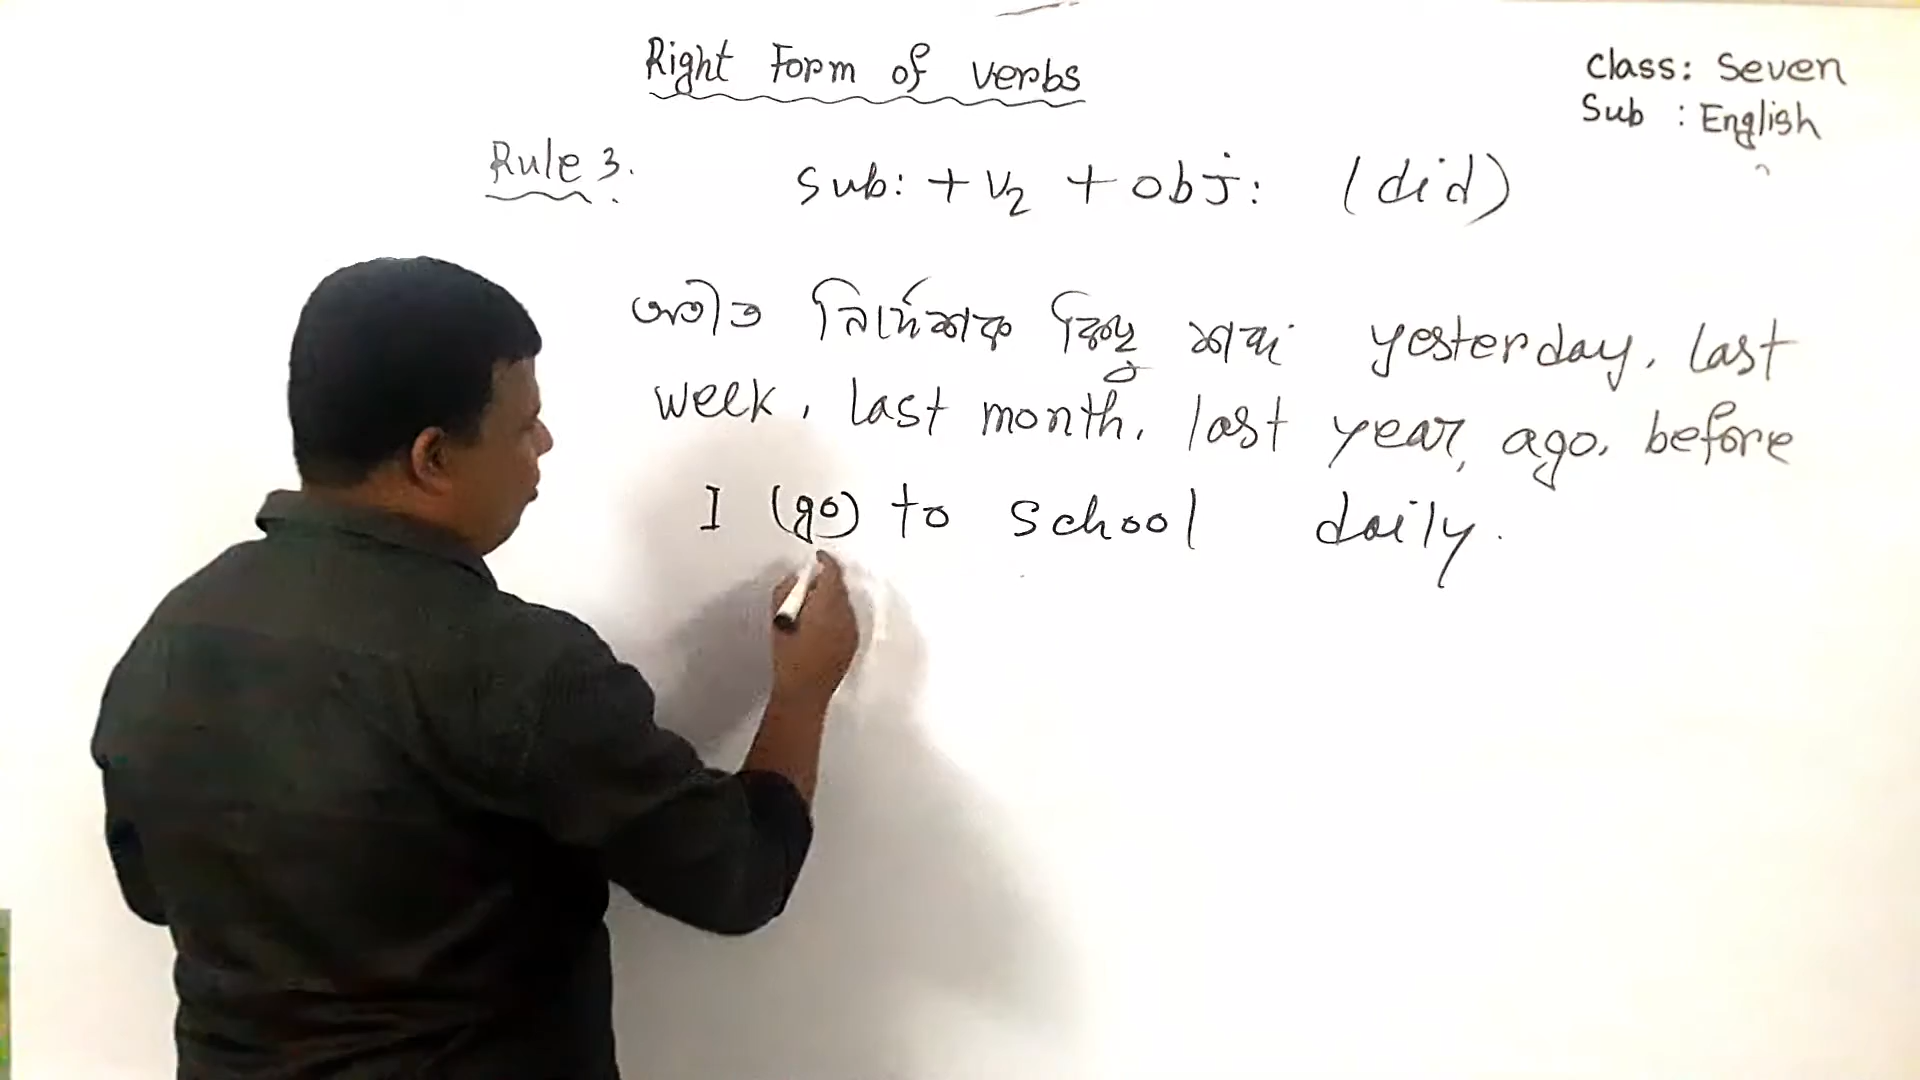 Right Form of verbs
Class: Seven
Sub : English
Rule 3.
Sub: + V2 + obj: (did)
অতীত নির্দেশক কিছু শব্দ yesterday, last
week, last month, last year, ago, before
I (go) to school daily.